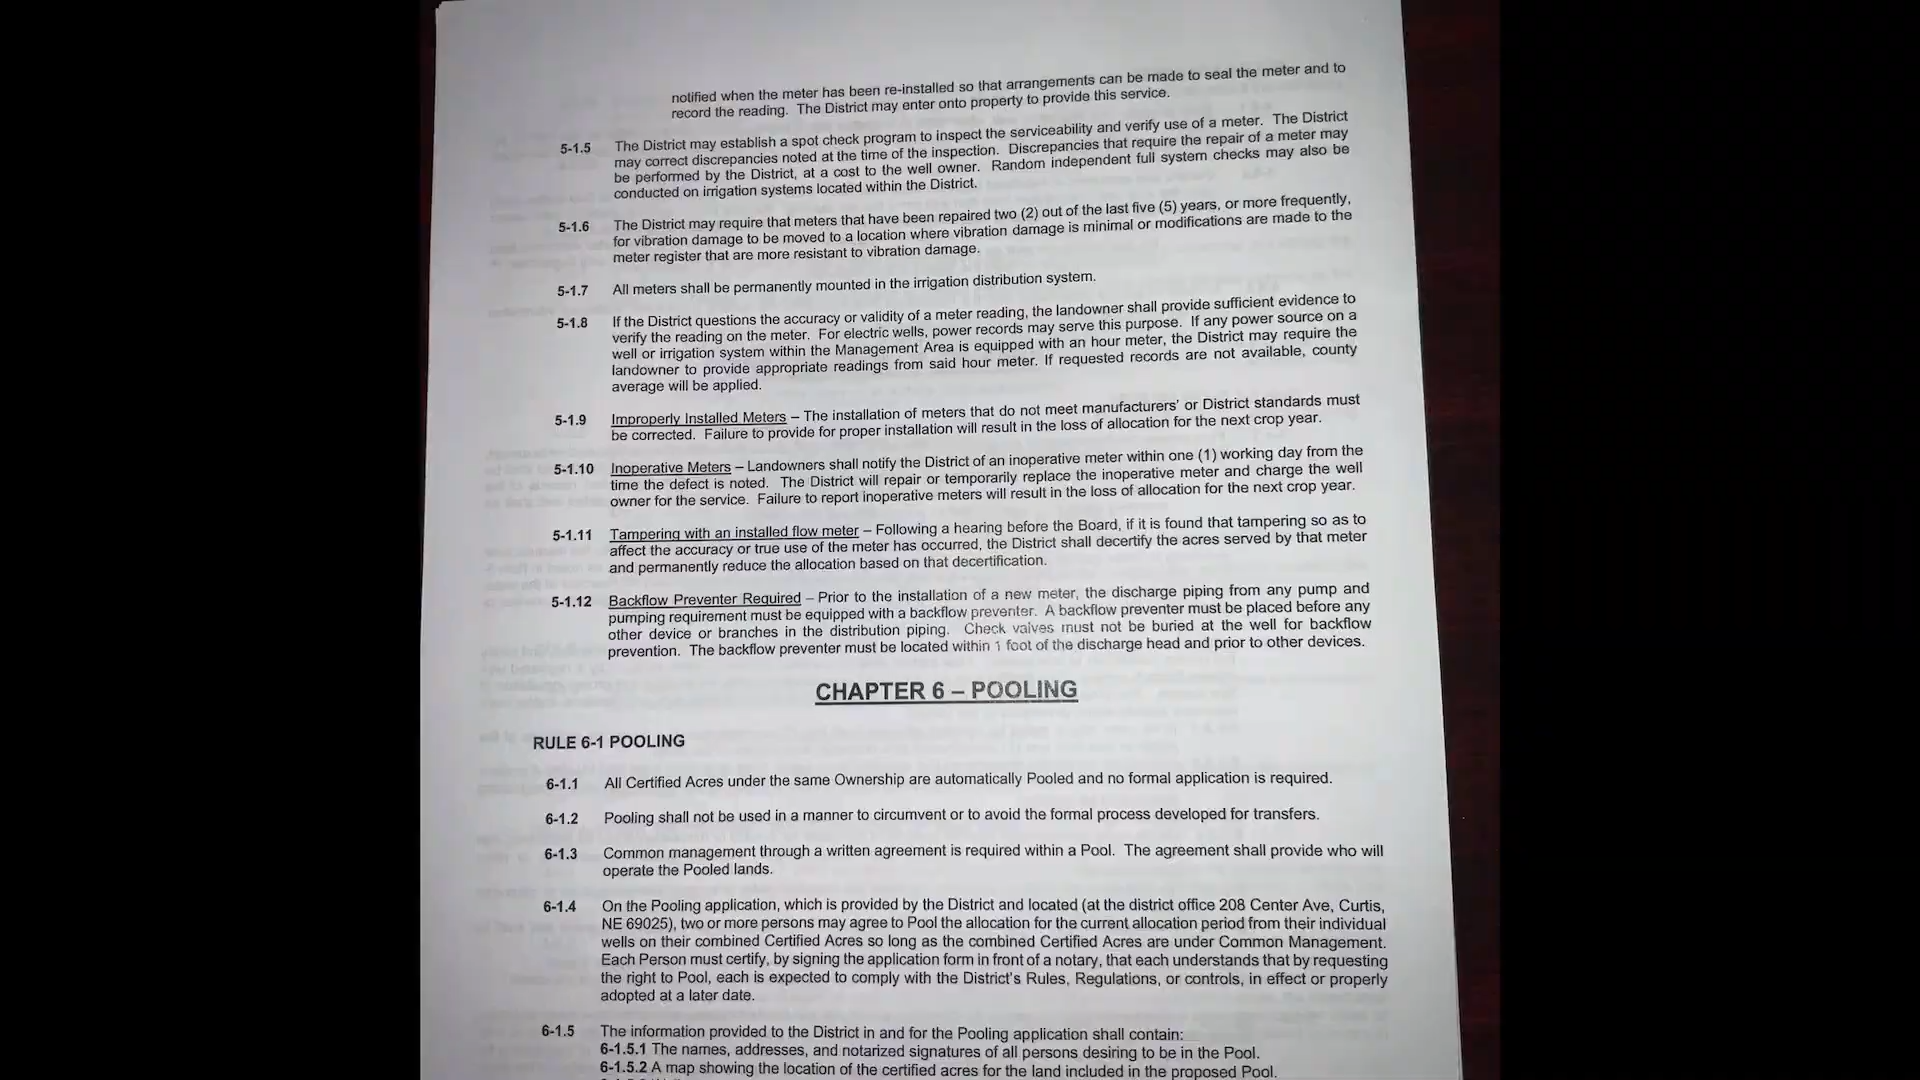 notified when the meter has been re-installed so that arrangements can be made to seal the meter and to
record the reading. The District may enter onto property to provide this service.
5-1.5 The District may establish a spot check program to inspect the serviceability and verify use of a meter. The District
may correct discrepancies noted at the time of the inspection. Discrepancies that require the repair of a meter may
be performed by the District, at a cost to the well owner. Random independent full system checks may also be
conducted on irrigation systems located within the District.
5-1.6 The District may require that meters that have been repaired two (2) out of the last five (5) years, or more frequently,
for vibration damage to be moved to a location where vibration damage is minimal or modifications are made to the
meter register that are more resistant to vibration damage.
5-1.7 All meters shall be permanently mounted in the irrigation distribution system.
5-1.8 If the District questions the accuracy or validity of a meter reading, the landowner shall provide sufficient evidence to
verify the reading on the meter. For electric wells, power records may serve this purpose. If any power source on a
well or irrigation system within the Management Area is equipped with an hour meter, the District may require the
landowner to provide appropriate readings from said hour meter. If requested records are not available, county
average will be applied.
5-1.9 Improperly Installed Meters – The installation of meters that do not meet manufacturers' or District standards must
be corrected. Failure to provide for proper installation will result in the loss of allocation for the next crop year.
5-1.10 Inoperative Meters – Landowners shall notify the District of an inoperative meter within one (1) working day from the
time the defect is noted. The District will repair or temporarily replace the inoperative meter and charge the well
owner for the service. Failure to report inoperative meters will result in the loss of allocation for the next crop year.
5-1.11 Tampering with an installed flow meter – Following a hearing before the Board, if it is found that tampering so as to
affect the accuracy or true use of the meter has occurred, the District shall decertify the acres served by that meter
and permanently reduce the allocation based on that decertification.
5-1.12 Backflow Preventer Required – Prior to the installation of a new meter, the discharge piping from any pump and
pumping requirement must be equipped with a backflow preventer. A backflow preventer must be placed before any
other device or branches in the distribution piping. Check valves must not be buried at the well for backflow
prevention. The backflow preventer must be located within 1 foot of the discharge head and prior to other devices.
CHAPTER 6 – POOLING
RULE 6-1 POOLING
6-1.1 All Certified Acres under the same Ownership are automatically Pooled and no formal application is required.
6-1.2 Pooling shall not be used in a manner to circumvent or to avoid the formal process developed for transfers.
6-1.3 Common management through a written agreement is required within a Pool. The agreement shall provide who will
operate the Pooled lands.
6-1.4 On the Pooling application, which is provided by the District and located (at the district office 208 Center Ave, Curtis,
NE 69025), two or more persons may agree to Pool the allocation for the current allocation period from their individual
wells on their combined Certified Acres so long as the combined Certified Acres are under Common Management.
Each Person must certify, by signing the application form in front of a notary, that each understands that by requesting
the right to Pool, each is expected to comply with the District's Rules, Regulations, or controls, in effect or properly
adopted at a later date.
6-1.5 The information provided to the District in and for the Pooling application shall contain:
6-1.5.1 The names, addresses, and notarized signatures of all persons desiring to be in the Pool.
6-1.5.2 A map showing the location of the certified acres for the land included in the proposed Pool.